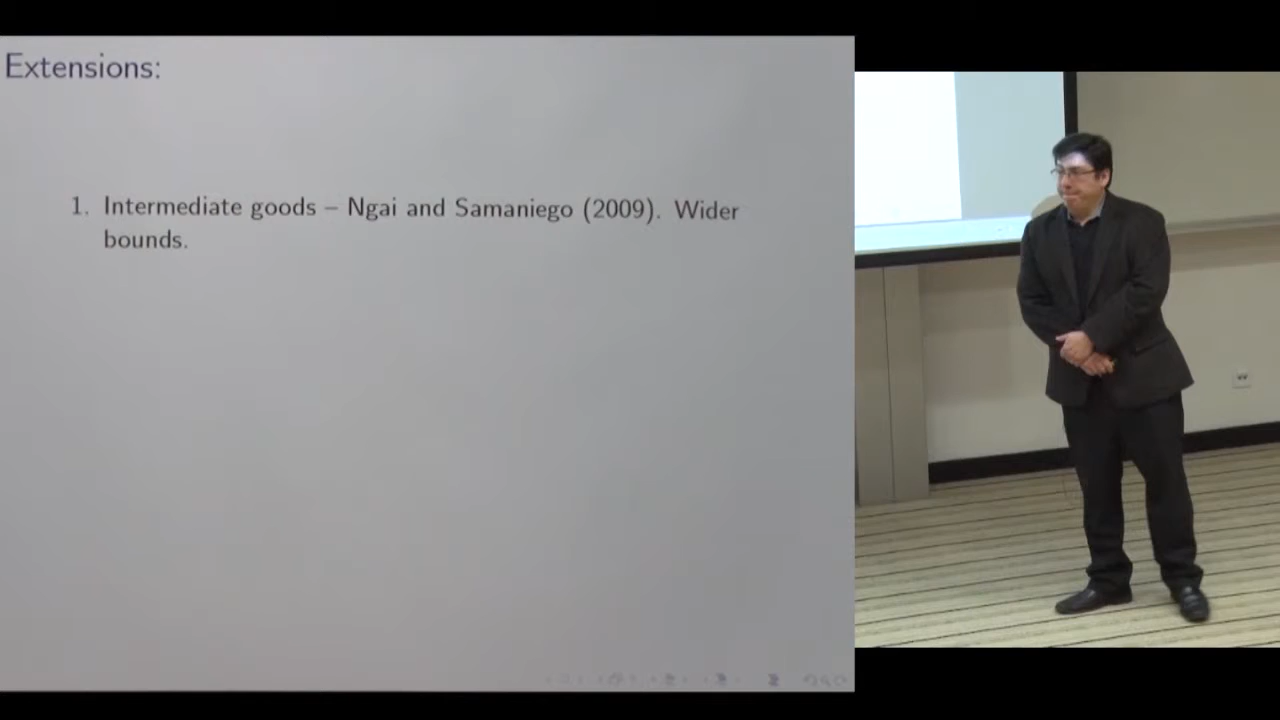 Extensions:
1. Intermediate goods – Ngai and Samaniego (2009). Wider
bounds.